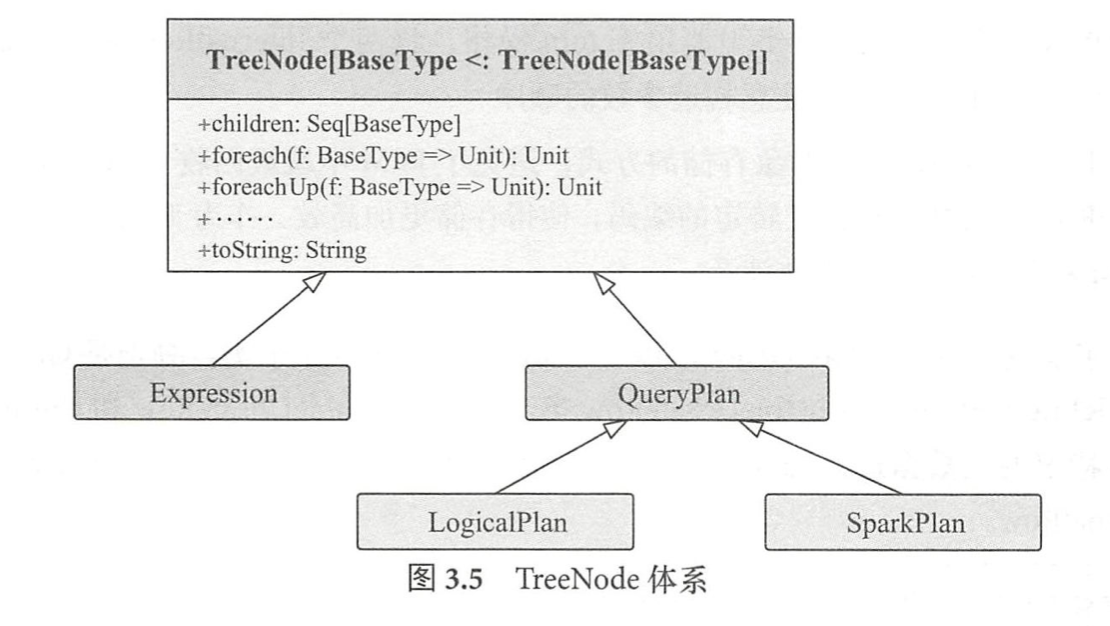 TreeNode[BaseType <: TreeNode[BaseType]]
+children: Seq[BaseType]
+foreach(f: BaseType => Unit): Unit
+foreachUp(f: BaseType => Unit): Unit
+······
+toString: String
Expression
QueryPlan
LogicalPlan
SparkPlan
图 3.5 TreeNode 体系